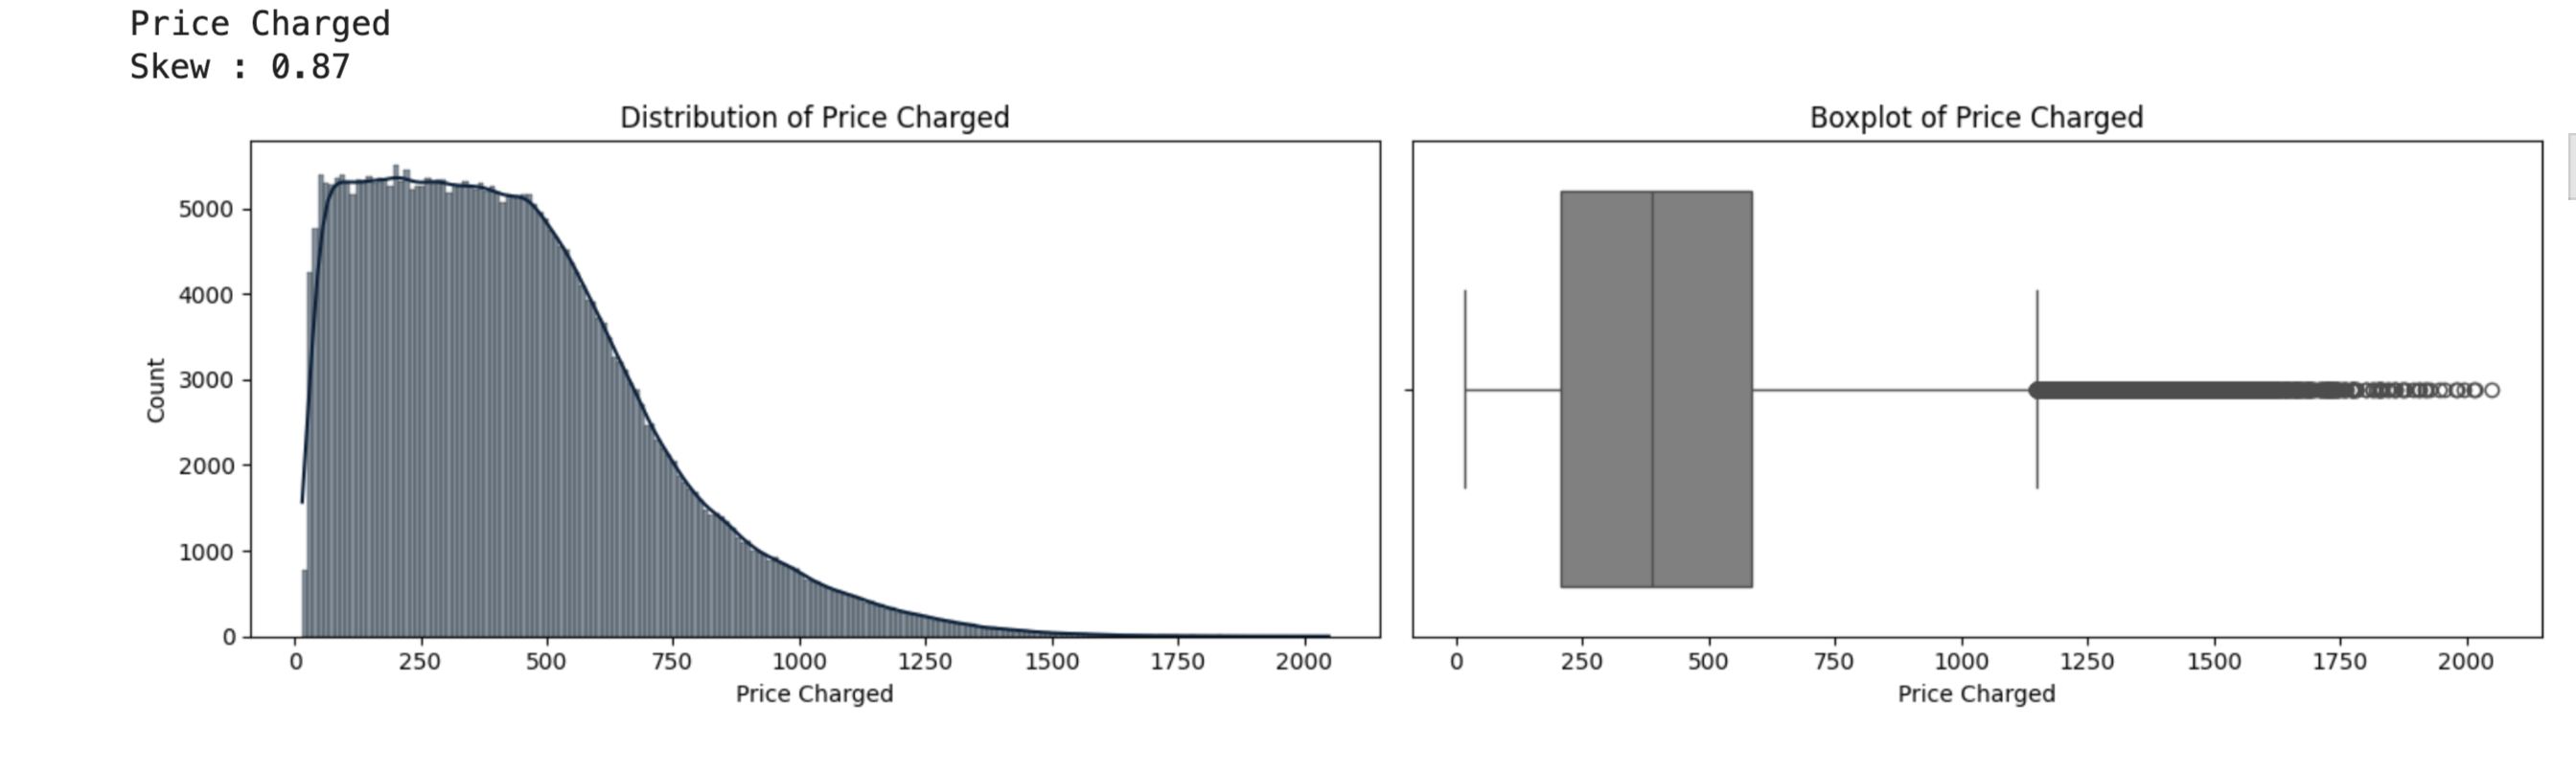 Price Charged
Skew : 0.87
Distribution of Price Charged
5000
4000
3000
2000
1000
0
Count
0 250 500 750 1000 1250 1500 1750 2000
Price Charged
Boxplot of Price Charged
0 250 500 750 1000 1250 1500 1750 2000
Price Charged